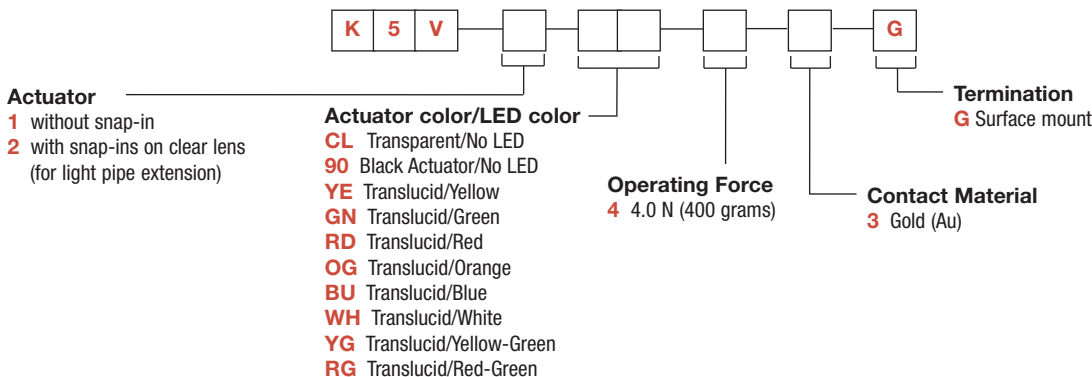 K 5 V G
Actuator
1 without snap-in
2 with snap-ins on clear lens
(for light pipe extension)
Actuator color/LED color
CL Transparent/No LED
90 Black Actuator/No LED
YE Translucid/Yellow
GN Translucid/Green
RD Translucid/Red
OG Translucid/Orange
BU Translucid/Blue
WH Translucid/White
YG Translucid/Yellow-Green
RG Translucid/Red-Green
Operating Force
4 4.0 N (400 grams)
Contact Material
3 Gold (Au)
Termination
G Surface mount